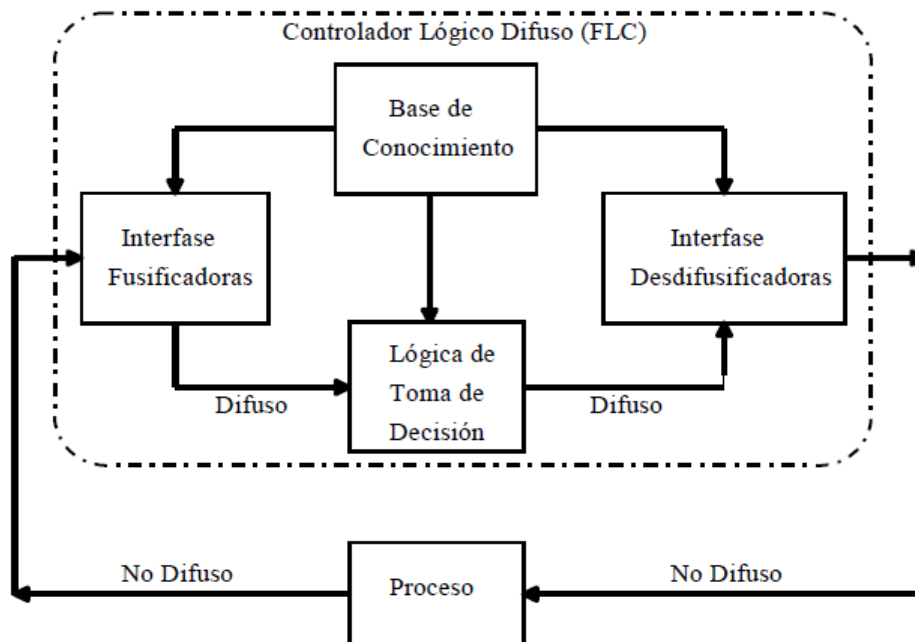 Controlador Lógico Difuso (FLC)
Base de
Conocimiento
Interfase
Fusificadoras
Interfase
Desdifusificadoras
Lógica de
Toma de
Decisión
Difuso
Difuso
No Difuso
Proceso
No Difuso